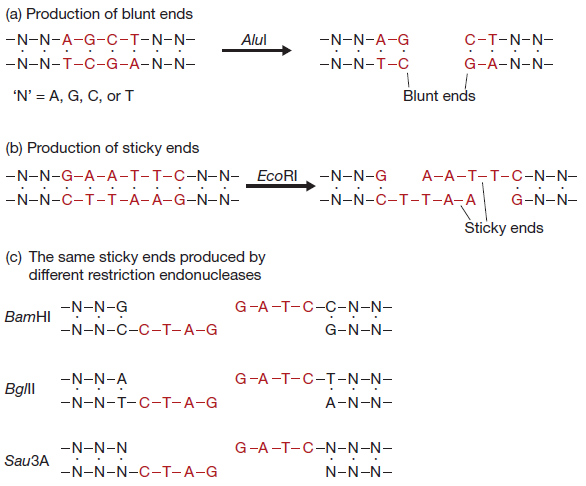 (a) Production of blunt ends
–N–N–A–G–C–T–N–N– AluI –N–N–A–G C–T–N–N–
–N–N–T–C–G–A–N–N– –N–N–T–C G–A–N–N–
'N' = A, G, C, or T Blunt ends
(b) Production of sticky ends
–N–N–G–A–A–T–T–C–N–N– EcoRI –N–N–G A–A–T–T–C–N–N–
–N–N–C–T–T–A–A–G–N–N– –N–N–C–T–T–A–A G–N–N–
Sticky ends
(c) The same sticky ends produced by
different restriction endonucleases
–N–N–G G–A–T–C–C–N–N–
BamHI
–N–N–C–C–T–A–G G–N–N–
–N–N–A G–A–T–C–T–N–N–
BglII
–N–N–T–C–T–A–G A–N–N–
–N–N–N G–A–T–C–N–N–N–
Sau3A
–N–N–N–C–T–A–G N–N–N–